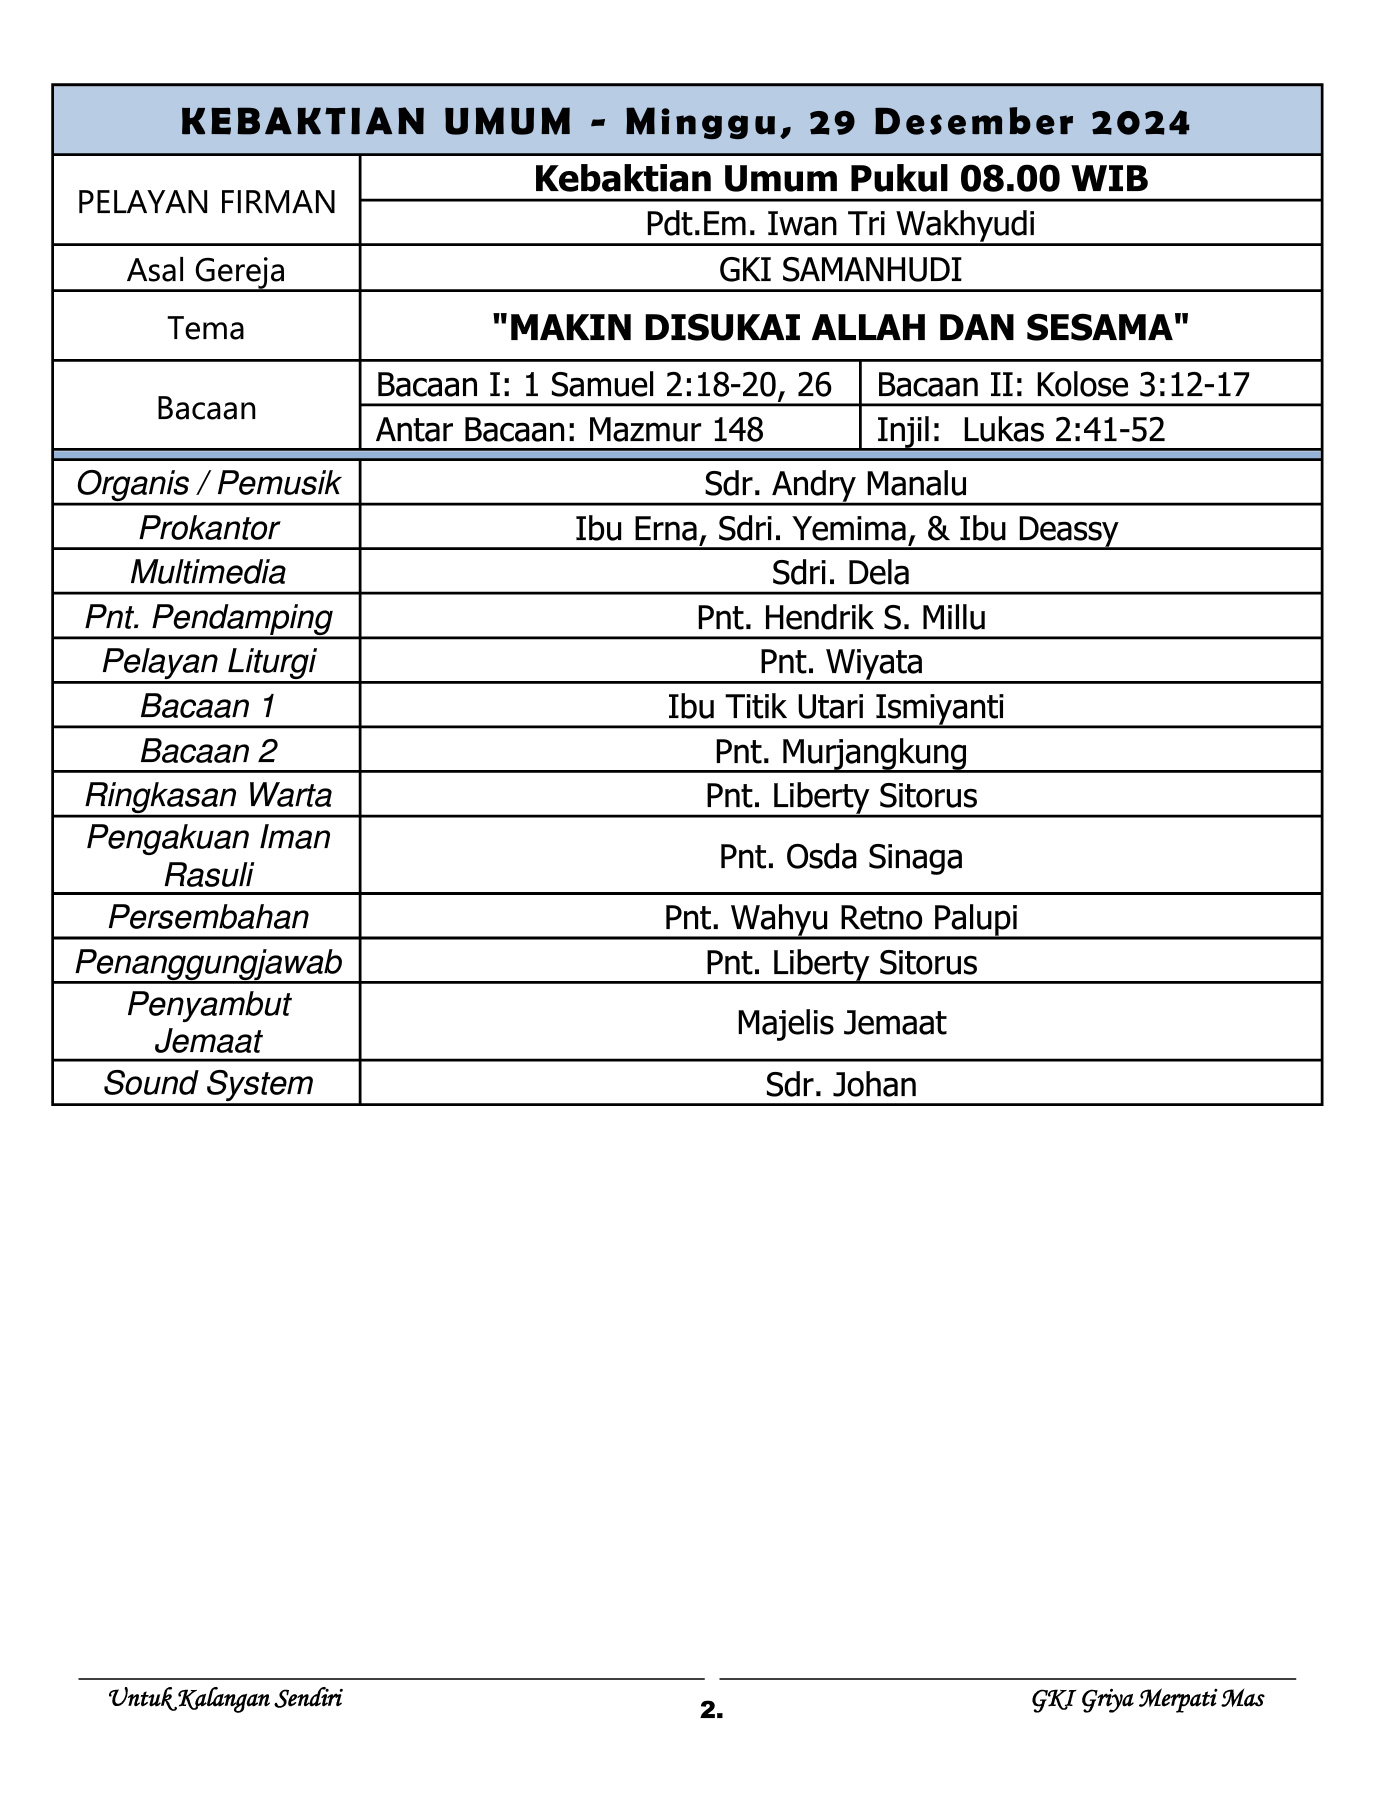 KEBAKTIAN UMUM - Minggu, 29 Desember 2024
PELAYAN FIRMAN
Kebaktian Umum Pukul 08.00 WIB
Pdt.Em. Iwan Tri Wakhyudi
Asal Gereja
GKI SAMANHUDI
Tema
"MAKIN DISUKAI ALLAH DAN SESAMA"
Bacaan
Bacaan I: 1 Samuel 2:18-20, 26
Bacaan II: Kolose 3:12-17
Antar Bacaan: Mazmur 148
Injil:  Lukas 2:41-52
Organis / Pemusik
Sdr. Andry Manalu
Prokantor
Ibu Erna, Sdri. Yemima, & Ibu Deassy
Multimedia
Sdri. Dela
Pnt. Pendamping
Pnt. Hendrik S. Millu
Pelayan Liturgi
Pnt. Wiyata
Bacaan 1
Ibu Titik Utari Ismiyanti
Bacaan 2
Pnt. Murjangkung
Ringkasan Warta
Pnt. Liberty Sitorus
Pengakuan Iman
Rasuli
Pnt. Osda Sinaga
Persembahan
Pnt. Wahyu Retno Palupi
Penanggungjawab
Pnt. Liberty Sitorus
Penyambut
Jemaat
Majelis Jemaat
Sound System
Sdr. Johan
Untuk Kalangan Sendiri
2.
GKI Griya Merpati Mas